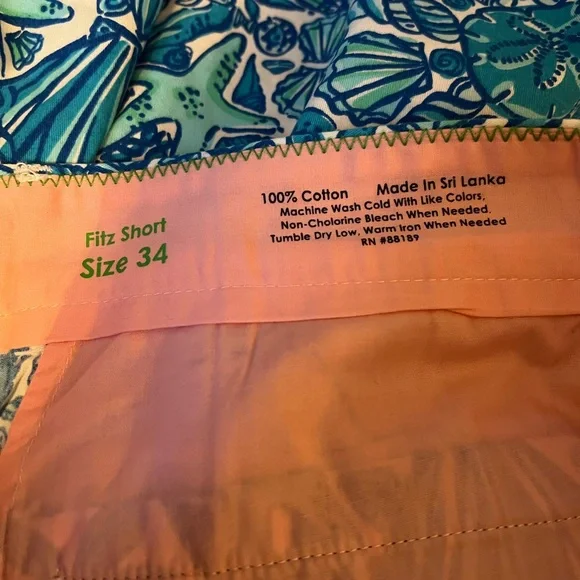 Fitz Short
Size 34
100% Cotton Made In Sri Lanka
Machine Wash Cold With Like Colors,
Non-Cholorine Bleach When Needed,
Tumble Dry Low, Warm Iron When Needed
RN #88189